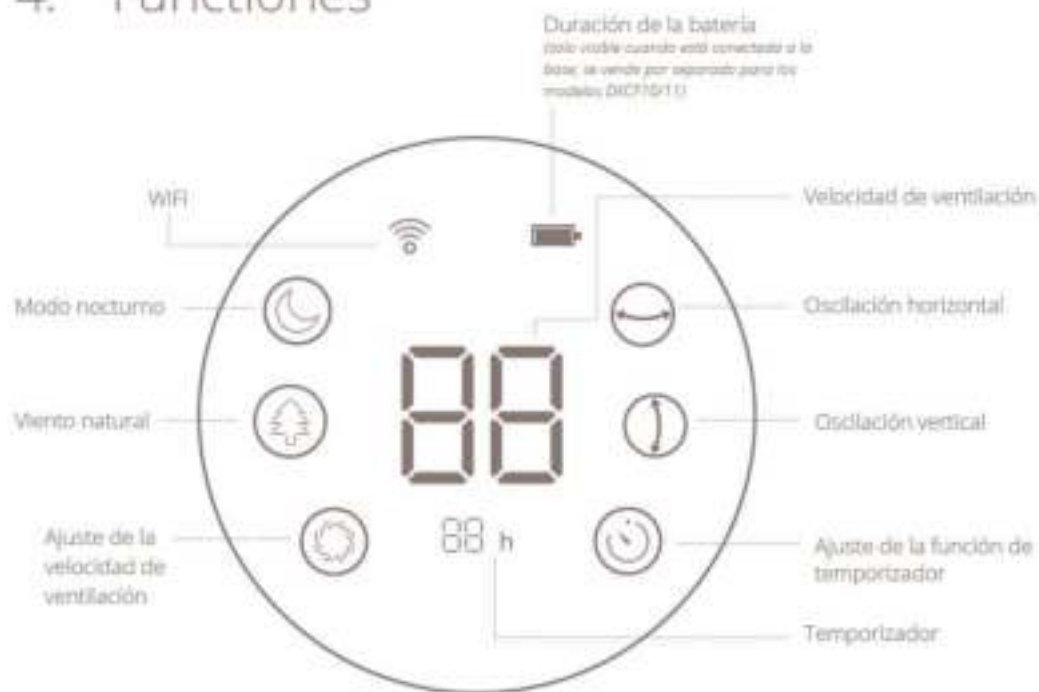 4. Functiones
Duración de la batería
(solo visible cuando está conectada a la
base; se vende por separado para los
modelos DXCF10/11)
WIFI
Velocidad de ventilación
Modo nocturno
Oscilación horizontal
88
Viento natural
Oscilación vertical
Ajuste de la
velocidad de
ventilación
88 h
Ajuste de la función de
temporizador
Temporizador